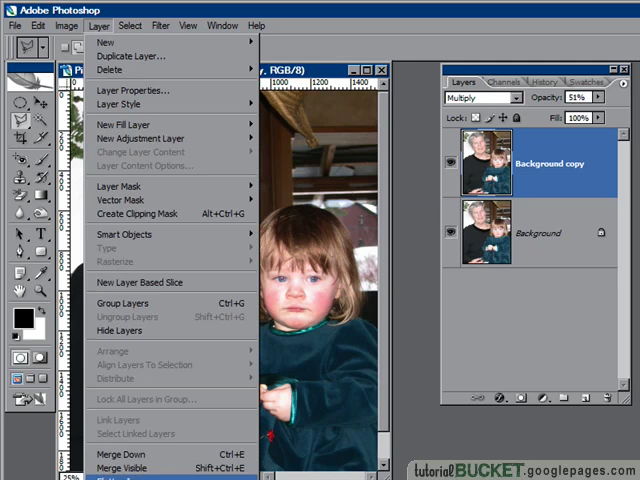 Adobe Photoshop
File Edit Image Layer Select Filter View Window Help
New
Duplicate Layer...
Delete
Layer Properties...
Layer Style
New Fill Layer
New Adjustment Layer
Change Layer Content
Layer Content Options...
Layer Mask
Vector Mask
Create Clipping Mask Alt+Ctrl+G
Smart Objects
Type
Rasterize
New Layer Based Slice
Group Layers Ctrl+G
Ungroup Layers Shift+Ctrl+G
Hide Layers
Arrange
Align Layers To Selection
Distribute
Lock All Layers in Group...
Link Layers
Select Linked Layers
Merge Down Ctrl+E
Merge Visible Shift+Ctrl+E
y, RGB/8)
1000 1200 1400
25%
Layers Channels History Swatches
Multiply Opacity: 51%
Lock: Fill: 100%
Background copy
Background
tutorialBUCKET.googlepages.com